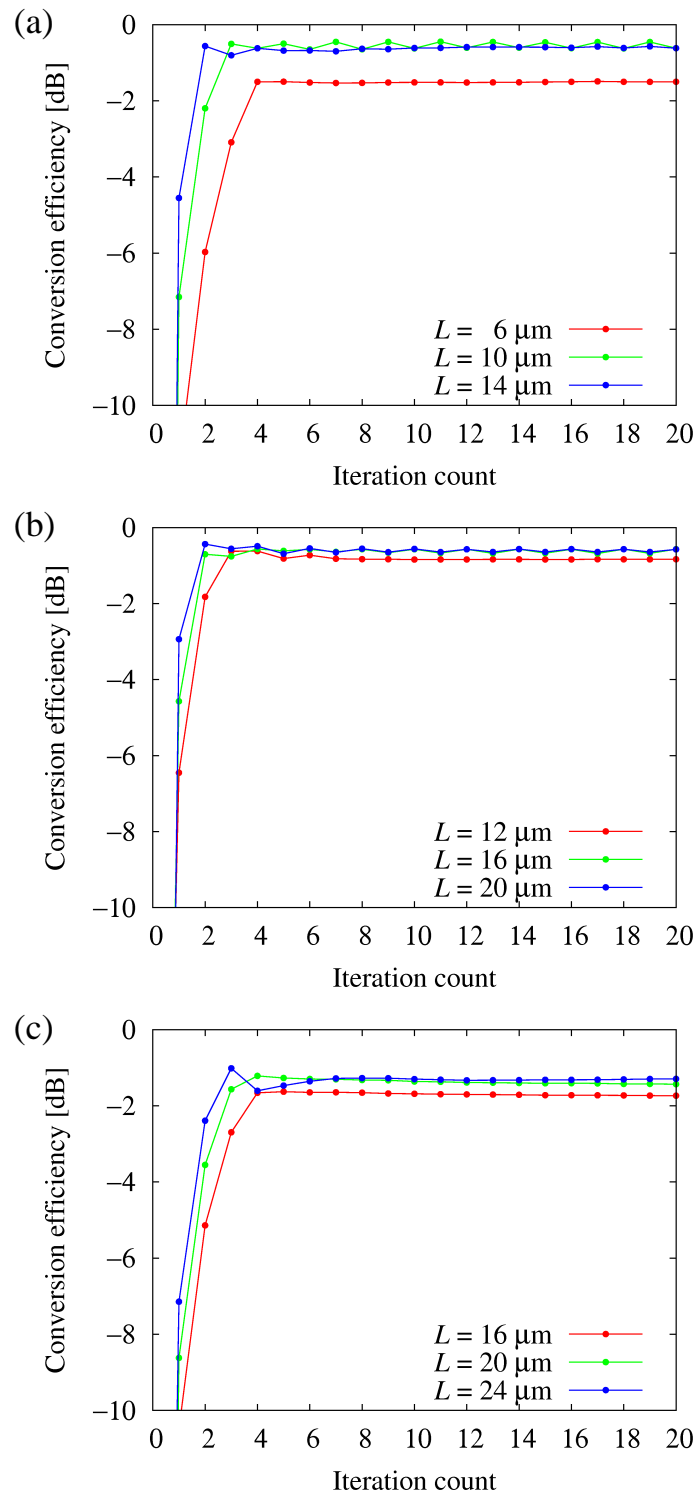 (a)
Conversion efficiency [dB]
0
−2
−4
−6
−8
−10
L = 6 μm
L = 10 μm
L = 14 μm
0 2 4 6 8 10 12 14 16 18 20
Iteration count
(b)
Conversion efficiency [dB]
0
−2
−4
−6
−8
−10
L = 12 μm
L = 16 μm
L = 20 μm
0 2 4 6 8 10 12 14 16 18 20
Iteration count
(c)
Conversion efficiency [dB]
0
−2
−4
−6
−8
−10
L = 16 μm
L = 20 μm
L = 24 μm
0 2 4 6 8 10 12 14 16 18 20
Iteration count